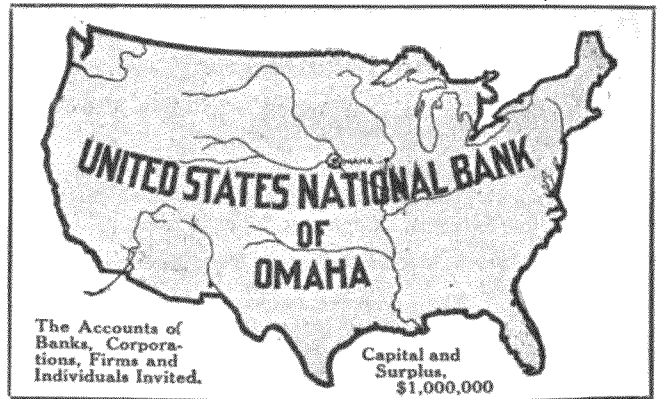 OMAHA
UNITED STATES NATIONAL BANK
OF
OMAHA
The Accounts of
Banks, Corpora-
tions, Firms and
Individuals Invited.
Capital and
Surplus,
$1,000,000